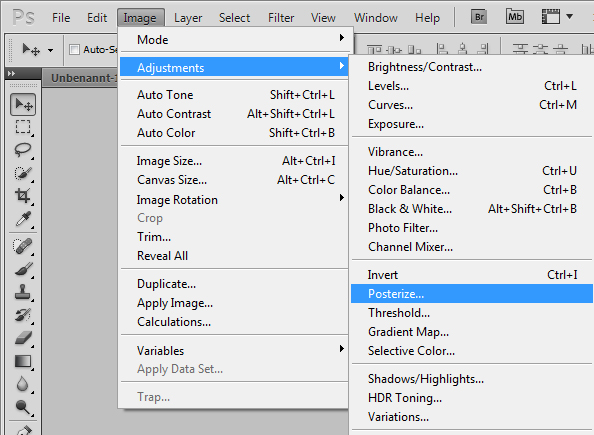 Ps File Edit Image Layer Select Filter View Window Help Br Mb
Auto-Se
Unbenannt-1
Mode
Adjustments
Auto Tone Shift+Ctrl+L
Auto Contrast Alt+Shift+Ctrl+L
Auto Color Shift+Ctrl+B
Image Size... Alt+Ctrl+I
Canvas Size... Alt+Ctrl+C
Image Rotation
Crop
Trim...
Reveal All
Duplicate...
Apply Image...
Calculations...
Variables
Apply Data Set...
Trap...
Brightness/Contrast...
Levels... Ctrl+L
Curves... Ctrl+M
Exposure...
Vibrance...
Hue/Saturation... Ctrl+U
Color Balance... Ctrl+B
Black & White... Alt+Shift+Ctrl+B
Photo Filter...
Channel Mixer...
Invert Ctrl+I
Posterize...
Threshold...
Gradient Map...
Selective Color...
Shadows/Highlights...
HDR Toning...
Variations...